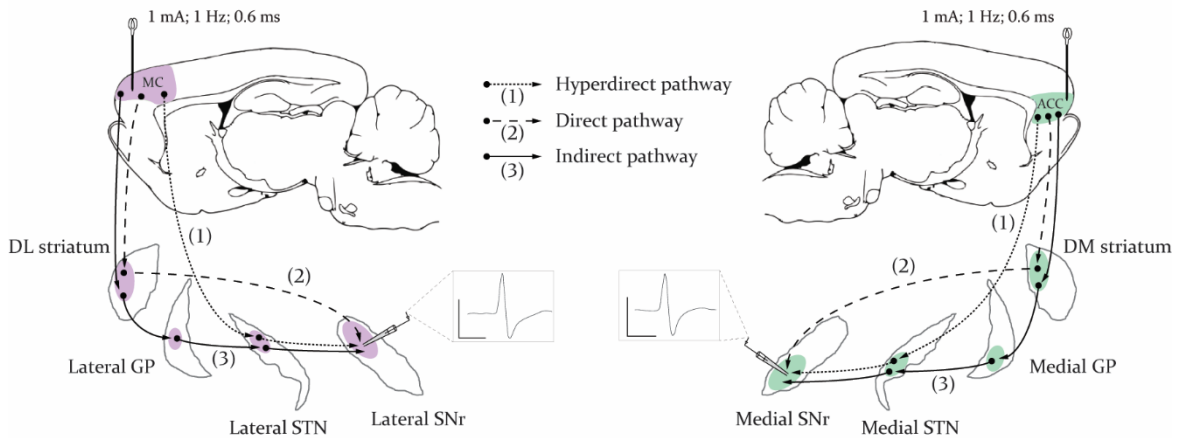 1 mA; 1 Hz; 0.6 ms
MC
(1)
DL striatum
(2)
(3)
Lateral GP
Lateral STN
Lateral SNr
Hyperdirect pathway
(1)
Direct pathway
(2)
Indirect pathway
(3)
1 mA; 1 Hz; 0.6 ms
ACC
(1)
DM striatum
(2)
(3)
Medial GP
Medial SNr
Medial STN